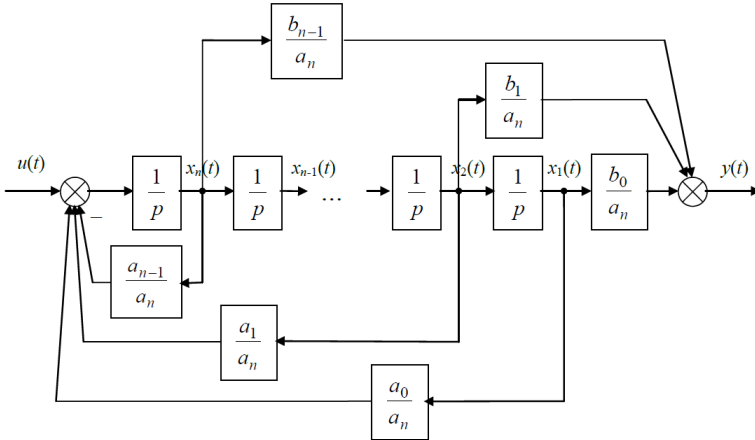 b_{n-1}/a_n
b_1/a_n
u(t) x_n(t) x_{n-1}(t) x_2(t) x_1(t) y(t)
1/p 1/p ... 1/p 1/p b_0/a_n
−
a_{n-1}/a_n
a_1/a_n
a_0/a_n